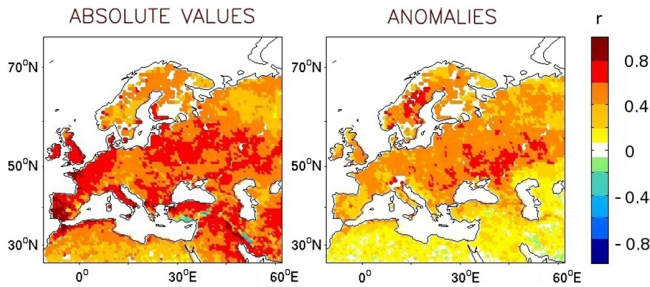 ABSOLUTE VALUES
ANOMALIES
r
70°N
50°N
30°N
0°
30°E
60°E
70°N
50°N
30°N
0°
30°E
60°E
0.8
0.4
0
- 0.4
- 0.8